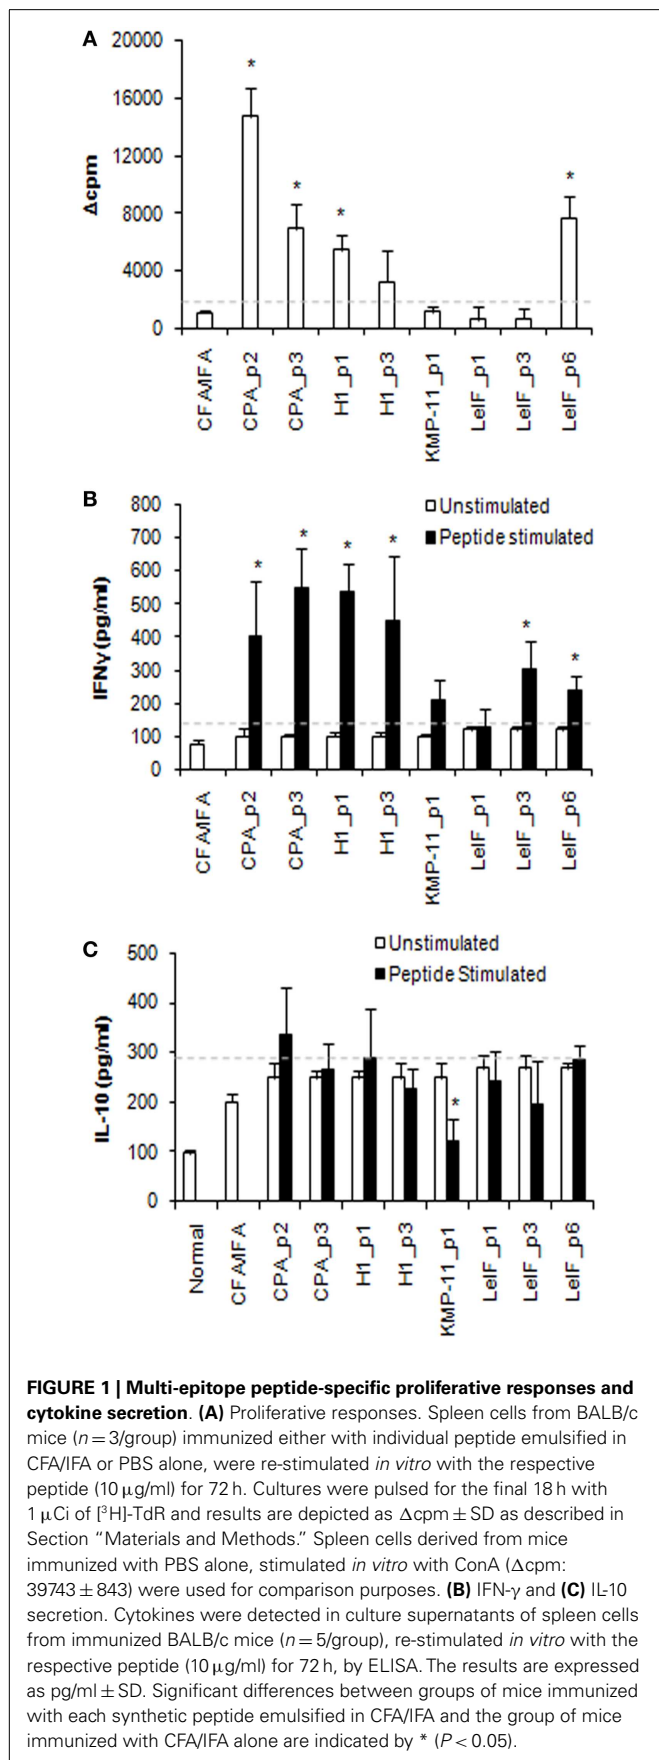 A
20000
16000
12000
8000
4000
0
Δcpm
*
*
*
*
CFA/IFA
CPA_p2
CPA_p3
H1_p1
H1_p3
KMP-11_p1
LeIF_p1
LeIF_p3
LeIF_p6
B
800
700
600
500
400
300
200
100
0
IFNγ (pg/ml)
Unstimulated
Peptide stimulated
*
*
*
*
*
*
CFA/IFA
CPA_p2
CPA_p3
H1_p1
H1_p3
KMP-11_p1
LeIF_p1
LeIF_p3
LeIF_p6
C
500
400
300
200
100
0
IL-10 (pg/ml)
Unstimulated
Peptide Stimulated
*
Normal
CFA/IFA
CPA_p2
CPA_p3
H1_p1
H1_p3
KMP-11_p1
LeIF_p1
LeIF_p3
LeIF_p6
FIGURE 1 | Multi-epitope peptide-specific proliferative responses and
cytokine secretion. (A) Proliferative responses. Spleen cells from BALB/c
mice (n = 3/group) immunized either with individual peptide emulsified in
CFA/IFA or PBS alone, were re-stimulated in vitro with the respective
peptide (10 μg/ml) for 72 h. Cultures were pulsed for the final 18 h with
1 μCi of [³H]-TdR and results are depicted as Δcpm ± SD as described in
Section “Materials and Methods.” Spleen cells derived from mice
immunized with PBS alone, stimulated in vitro with ConA (Δcpm:
39743 ± 843) were used for comparison purposes. (B) IFN-γ and (C) IL-10
secretion. Cytokines were detected in culture supernatants of spleen cells
from immunized BALB/c mice (n = 5/group), re-stimulated in vitro with the
respective peptide (10 μg/ml) for 72 h, by ELISA. The results are expressed
as pg/ml ± SD. Significant differences between groups of mice immunized
with each synthetic peptide emulsified in CFA/IFA and the group of mice
immunized with CFA/IFA alone are indicated by * (P < 0.05).